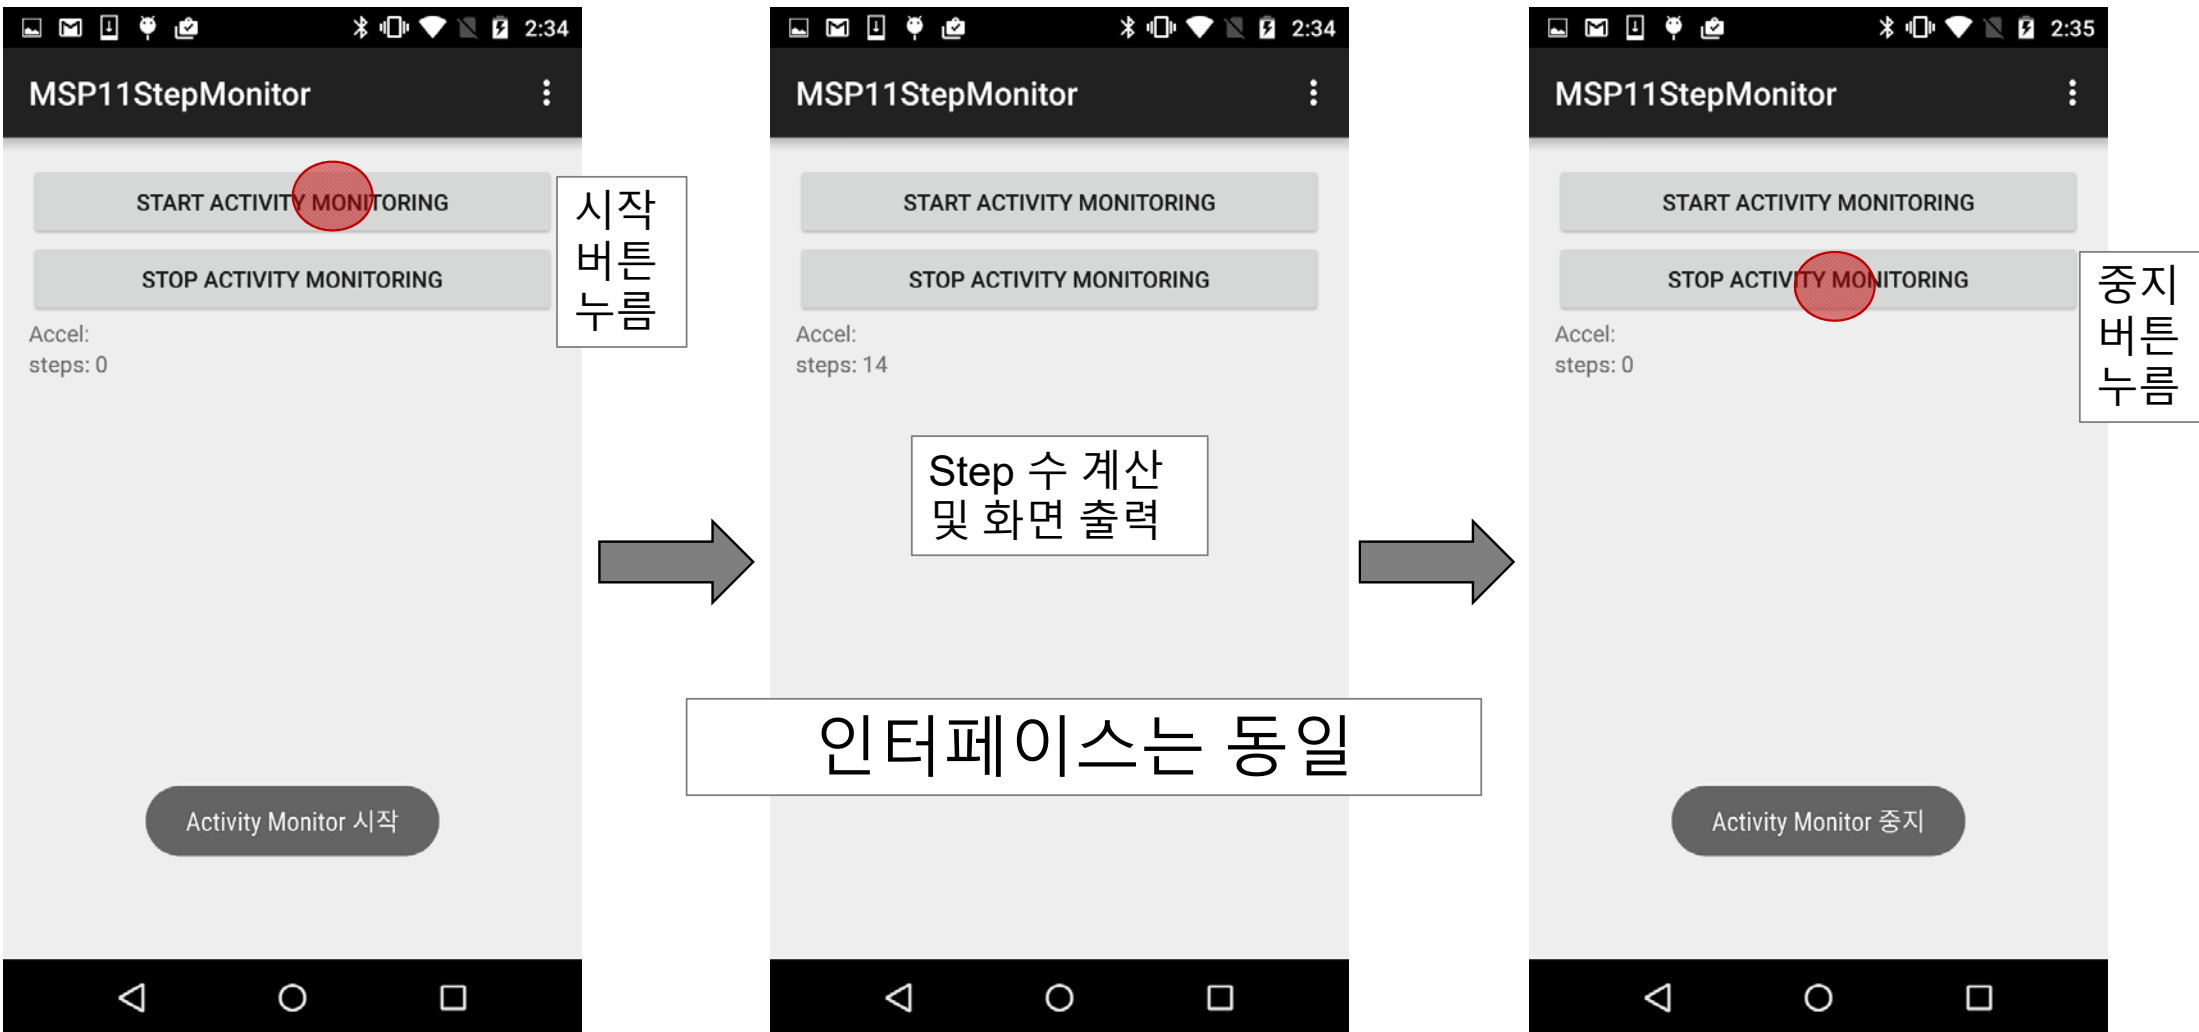 2:34
MSP11StepMonitor
START ACTIVITY MONITORING
STOP ACTIVITY MONITORING
Accel:
steps: 0
Activity Monitor 시작
시작
버튼
누름
2:34
MSP11StepMonitor
START ACTIVITY MONITORING
STOP ACTIVITY MONITORING
Accel:
steps: 14
Step 수 계산
및 화면 출력
인터페이스는 동일
2:35
MSP11StepMonitor
START ACTIVITY MONITORING
STOP ACTIVITY MONITORING
Accel:
steps: 0
중지
버튼
누름
Activity Monitor 중지